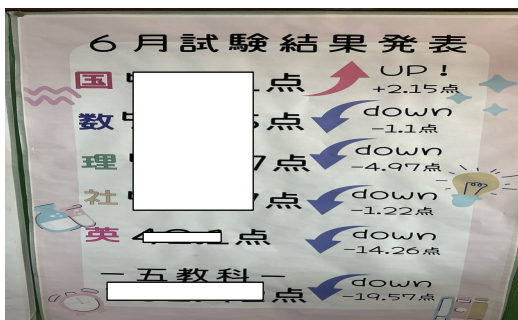 6月試験結果発表
国 点 UP!
+2.15点
数 点 down
-1.1点
理 7点 down
-4.97点
社 点 down
-1.22点
英 点 down
-14.26点
-五教科-
点 down
-19.57点